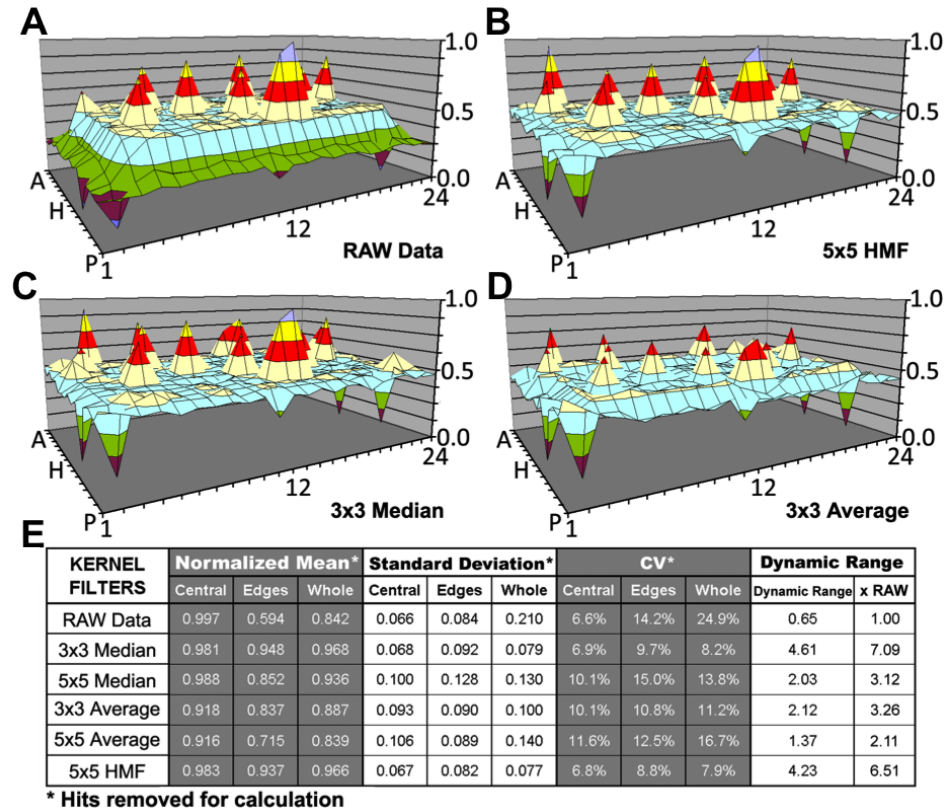 A
B
1.0
1.0
0.5
0.5
A
H
P
1
12
0.0
24
RAW Data
A
H
P
1
12
0.0
24
5x5 HMF
C
D
1.0
1.0
0.5
0.5
A
H
P
1
12
0.0
24
3x3 Median
A
H
P
1
12
0.0
24
3x3 Average
E
KERNEL FILTERS Normalized Mean* Standard Deviation* CV* Dynamic Range
Central Edges Whole Central Edges Whole Central Edges Whole Dynamic Range x RAW
RAW Data 0.997 0.594 0.842 0.066 0.084 0.210 6.6% 14.2% 24.9% 0.65 1.00
3x3 Median 0.981 0.948 0.968 0.068 0.092 0.079 6.9% 9.7% 8.2% 4.61 7.09
5x5 Median 0.988 0.852 0.936 0.100 0.128 0.130 10.1% 15.0% 13.8% 2.03 3.12
3x3 Average 0.918 0.837 0.887 0.093 0.090 0.100 10.1% 10.8% 11.2% 2.12 3.26
5x5 Average 0.916 0.715 0.839 0.106 0.089 0.140 11.6% 12.5% 16.7% 1.37 2.11
5x5 HMF 0.983 0.937 0.966 0.067 0.082 0.077 6.8% 8.8% 7.9% 4.23 6.51
* Hits removed for calculation